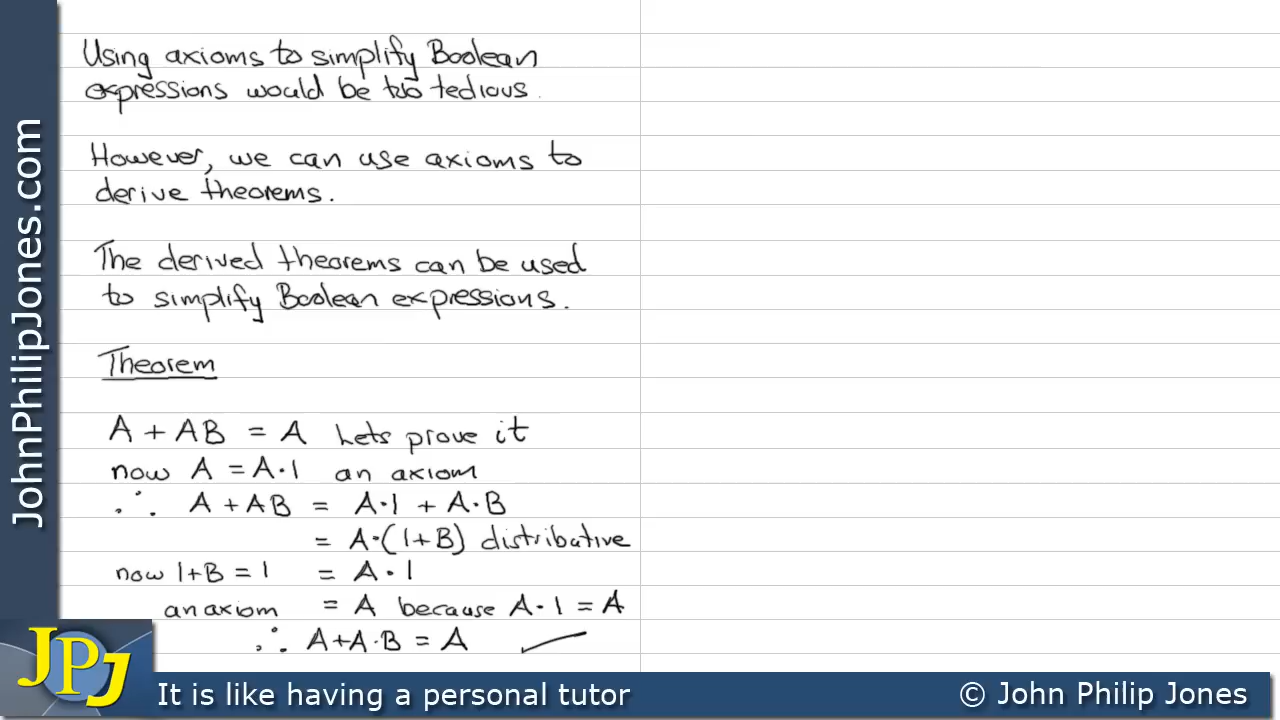 Using axioms to simplify Boolean
expressions would be too tedious.
However, we can use axioms to
derive theorems.
The derived theorems can be used
to simplify Boolean expressions.
Theorem
A + AB = A Lets prove it
now A = A·1 an axiom
∴ A + AB = A·1 + A·B
= A·(1+B) distributive
now 1+B = 1 = A·1
an axiom = A because A·1 = A
∴ A+A·B = A ✓
JohnPhilipJones.com
JPJ
It is like having a personal tutor
© John Philip Jones